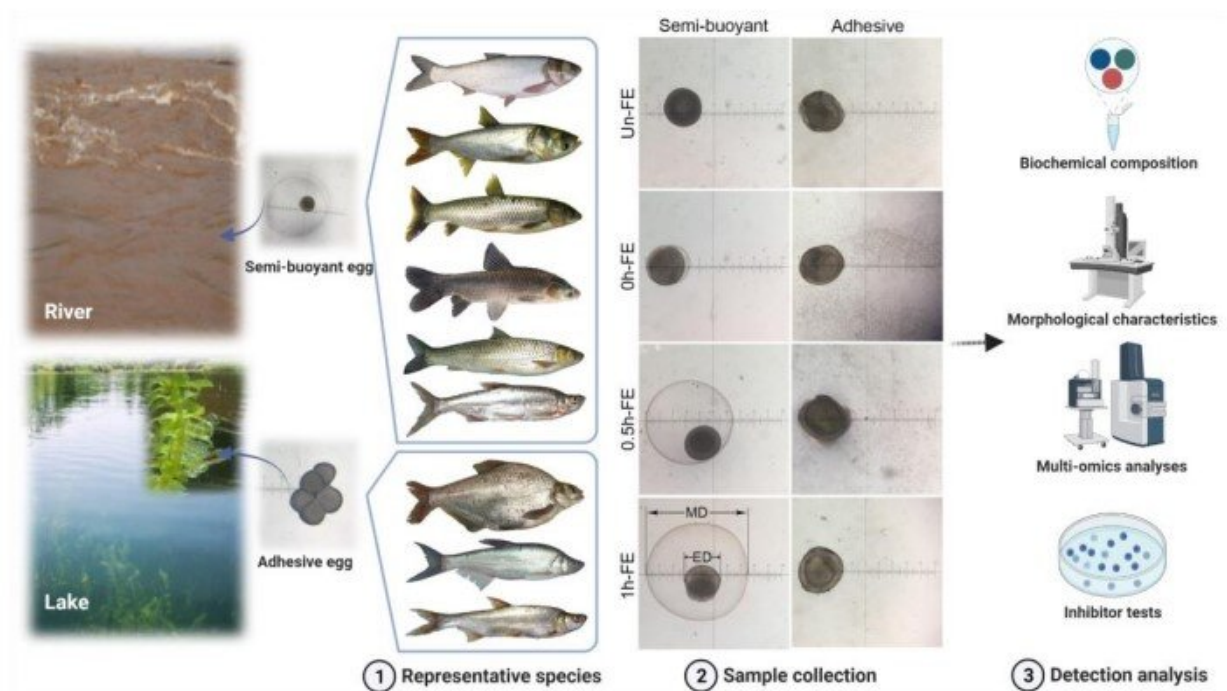 Semi-buoyant
Adhesive
Un-FE
0h-FE
0.5h-FE
1h-FE
MD
ED
River
Semi-buoyant egg
Lake
Adhesive egg
Biochemical composition
Morphological characteristics
Multi-omics analyses
Inhibitor tests
1 Representative species
2 Sample collection
3 Detection analysis